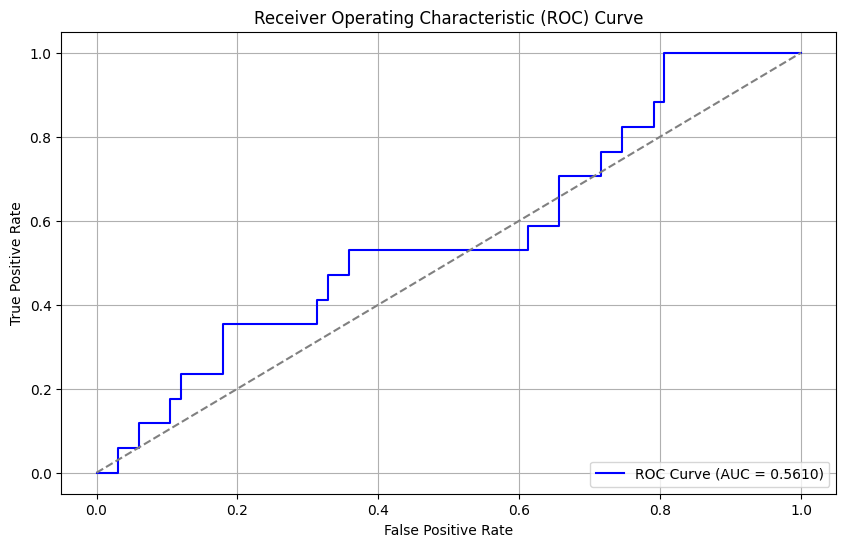 Receiver Operating Characteristic (ROC) Curve
True Positive Rate
1.0
0.8
0.6
0.4
0.2
0.0
ROC Curve (AUC = 0.5610)
0.0 0.2 0.4 0.6 0.8 1.0
False Positive Rate